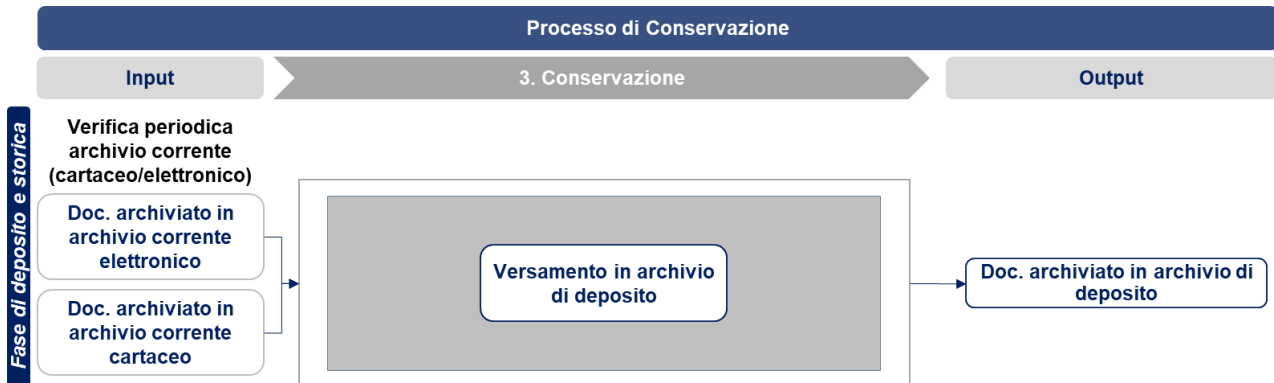 Processo di Conservazione
Input
3. Conservazione
Output
Fase di deposito e storica
Verifica periodica
archivio corrente
(cartaceo/elettronico)
Doc. archiviato in
archivio corrente
elettronico
Doc. archiviato in
archivio corrente
cartaceo
Versamento in archivio
di deposito
Doc. archiviato in archivio di
deposito